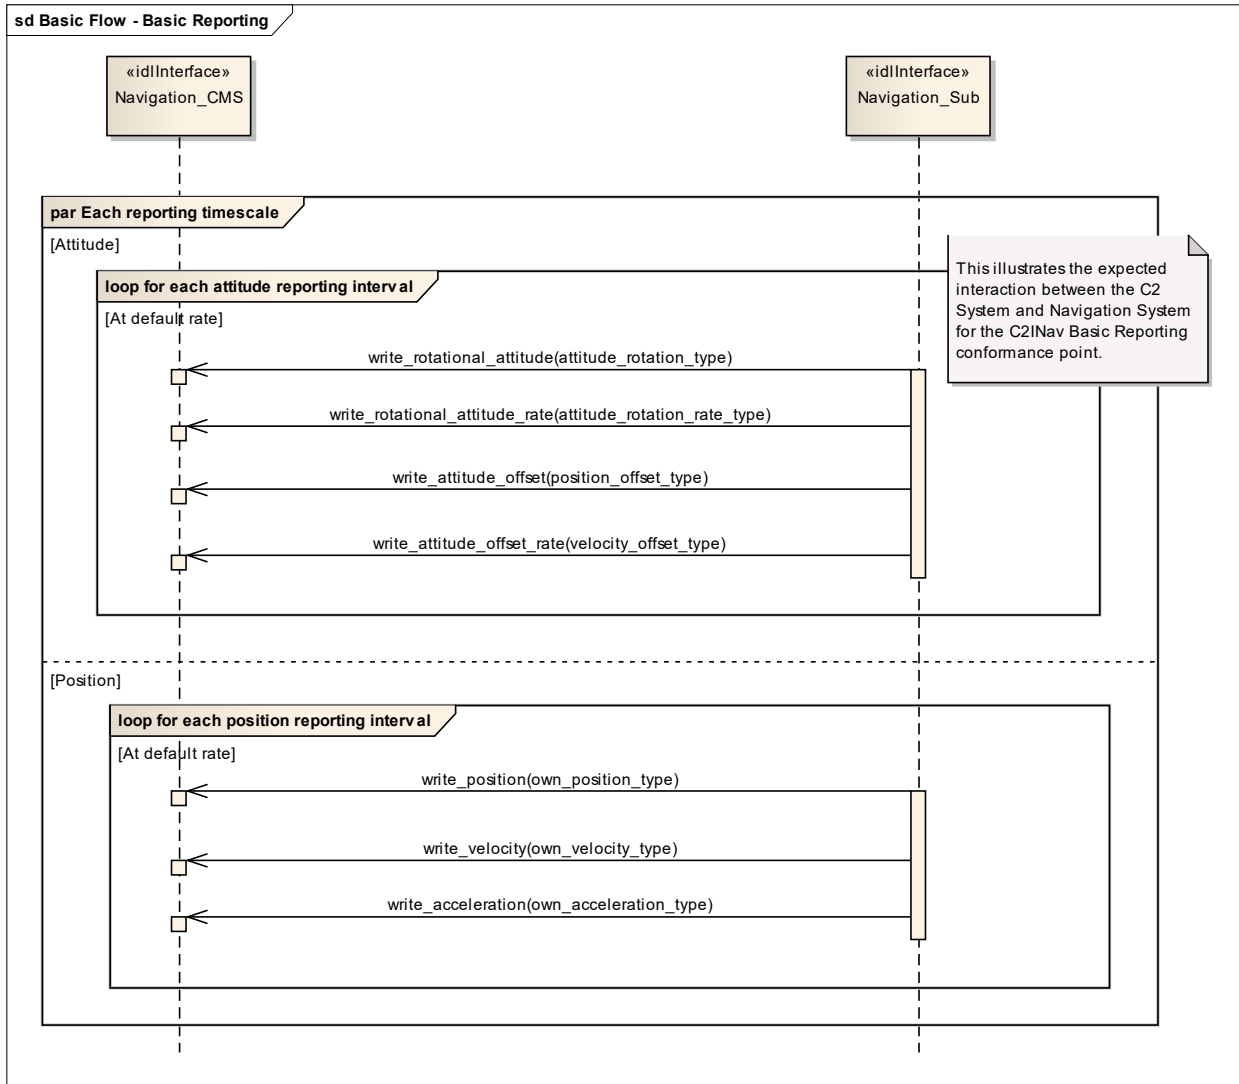 sd Basic Flow - Basic Reporting
«idlInterface»
Navigation_CMS
«idlInterface»
Navigation_Sub
par Each reporting timescale
[Attitude]
This illustrates the expected
interaction between the C2
System and Navigation System
for the C2INav Basic Reporting
conformance point.
loop for each attitude reporting interval
[At default rate]
write_rotational_attitude(attitude_rotation_type)
write_rotational_attitude_rate(attitude_rotation_rate_type)
write_attitude_offset(position_offset_type)
write_attitude_offset_rate(velocity_offset_type)
[Position]
loop for each position reporting interval
[At default rate]
write_position(own_position_type)
write_velocity(own_velocity_type)
write_acceleration(own_acceleration_type)